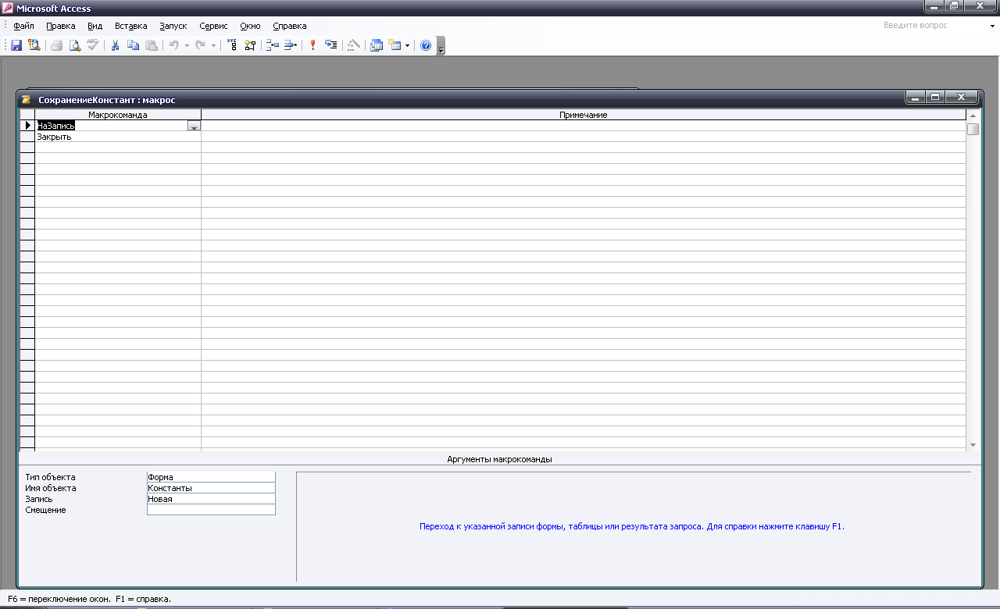 Microsoft Access
Файл Правка Вид Вставка Запуск Сервис Окно Справка Введите вопрос
СохранениеКонстант : макрос
Макрокоманда Примечание
НаЗапись
Закрыть
Аргументы макрокоманды
Тип объекта Форма
Имя объекта Константы
Запись Новая
Смещение
Переход к указанной записи формы, таблицы или результата запроса. Для справки нажмите клавишу F1.
F6 = переключение окон. F1 = справка.